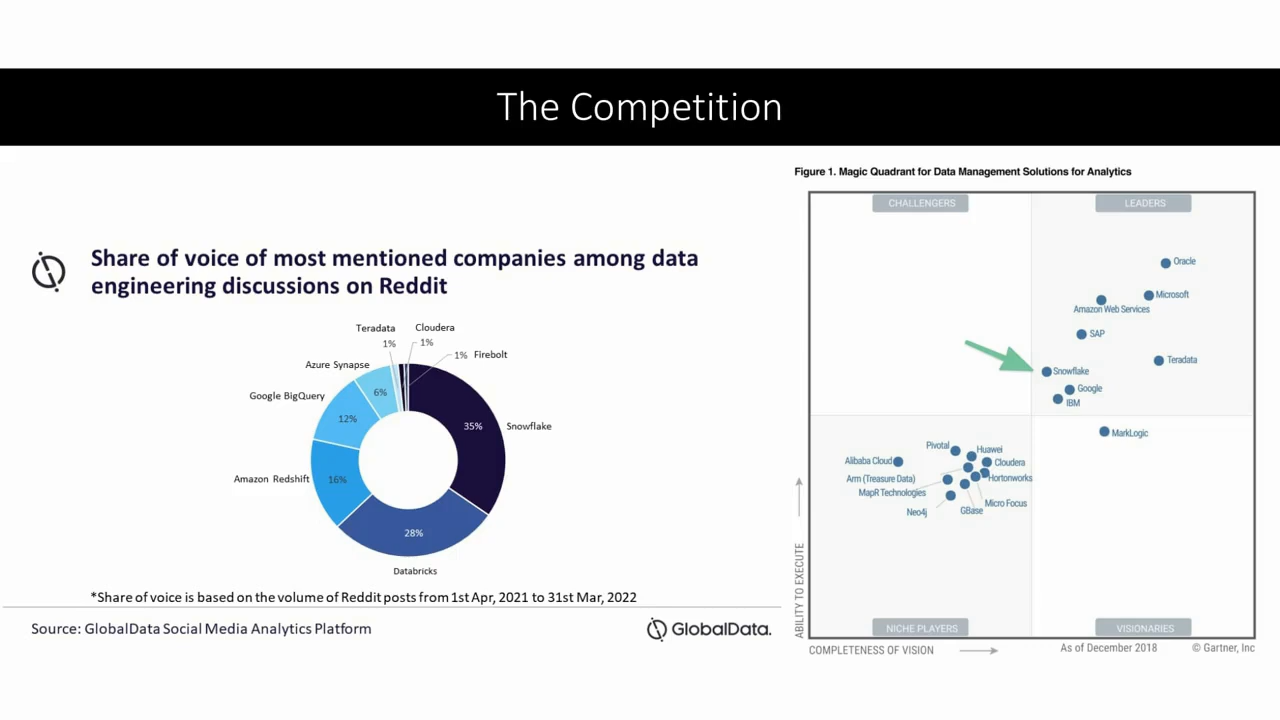 The Competition
Share of voice of most mentioned companies among data
engineering discussions on Reddit
Teradata
1%
Cloudera
1%
1% Firebolt
Azure Synapse
6%
Google BigQuery
12%
35%
Snowflake
Amazon Redshift
16%
28%
Databricks
*Share of voice is based on the volume of Reddit posts from 1st Apr, 2021 to 31st Mar, 2022
Source: GlobalData Social Media Analytics Platform
GlobalData.
Figure 1. Magic Quadrant for Data Management Solutions for Analytics
CHALLENGERS
LEADERS
Oracle
Microsoft
Amazon Web Services
SAP
Teradata
Snowflake
Google
IBM
MarkLogic
Pivotal
Huawei
Alibaba Cloud
Cloudera
Arm (Treasure Data)
Hortonworks
MapR Technologies
Micro Focus
Neo4j
GBase
ABILITY TO EXECUTE
NICHE PLAYERS
VISIONARIES
COMPLETENESS OF VISION
As of December 2018
© Gartner, Inc